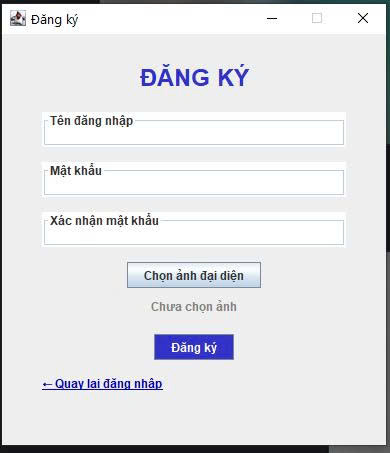 Đăng ký
ĐĂNG KÝ
Tên đăng nhập
Mật khẩu
Xác nhận mật khẩu
Chọn ảnh đại diện
Chưa chọn ảnh
Đăng ký
←Quay lại đăng nhập